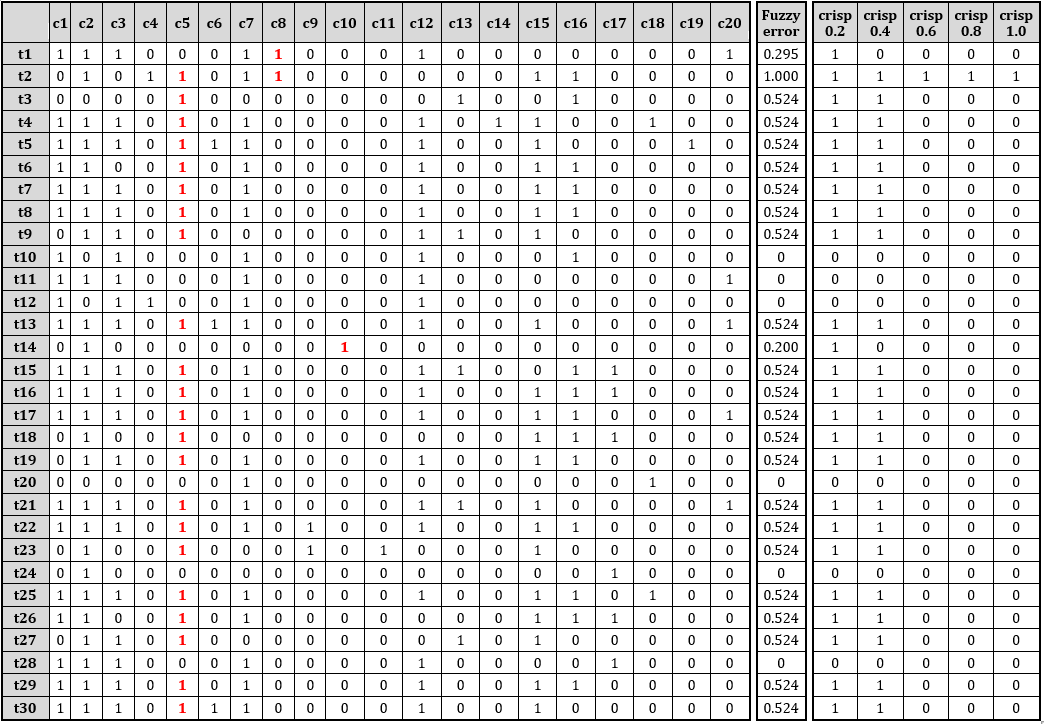 c1 c2 c3 c4 c5 c6 c7 c8 c9 c10 c11 c12 c13 c14 c15 c16 c17 c18 c19 c20 Fuzzy error crisp 0.2 crisp 0.4 crisp 0.6 crisp 0.8 crisp 1.0
t1 1 1 1 0 0 0 1 1 0 0 0 1 0 0 0 0 0 0 0 1 0.295 1 0 0 0 0
t2 0 1 0 1 1 0 1 1 0 0 0 0 0 0 1 1 0 0 0 0 1.000 1 1 1 1 1
t3 0 0 0 0 1 0 0 0 0 0 0 0 1 0 0 1 0 0 0 0 0.524 1 1 0 0 0
t4 1 1 1 0 1 0 1 0 0 0 0 1 0 1 1 0 0 1 0 0 0.524 1 1 0 0 0
t5 1 1 1 0 1 1 1 0 0 0 0 1 0 0 1 0 0 0 1 0 0.524 1 1 0 0 0
t6 1 1 0 0 1 0 1 0 0 0 0 1 0 0 1 1 0 0 0 0 0.524 1 1 0 0 0
t7 1 1 1 0 1 0 1 0 0 0 0 1 0 0 1 1 0 0 0 0 0.524 1 1 0 0 0
t8 1 1 1 0 1 0 1 0 0 0 0 1 0 0 1 1 0 0 0 0 0.524 1 1 0 0 0
t9 0 1 1 0 1 0 0 0 0 0 0 1 1 0 1 0 0 0 0 0 0.524 1 1 0 0 0
t10 1 0 1 0 0 0 1 0 0 0 0 1 0 0 0 1 0 0 0 0 0 0 0 0 0 0
t11 1 1 1 0 0 0 1 0 0 0 0 1 0 0 0 0 0 0 0 1 0 0 0 0 0 0
t12 1 0 1 1 0 0 1 0 0 0 0 1 0 0 0 0 0 0 0 0 0 0 0 0 0 0
t13 1 1 1 0 1 1 1 0 0 0 0 1 0 0 1 0 0 0 0 1 0.524 1 1 0 0 0
t14 0 1 0 0 0 0 0 0 0 1 0 0 0 0 0 0 0 0 0 0 0.200 1 0 0 0 0
t15 1 1 1 0 1 0 1 0 0 0 0 1 1 0 0 1 1 0 0 0 0.524 1 1 0 0 0
t16 1 1 1 0 1 0 1 0 0 0 0 1 0 0 1 1 1 0 0 0 0.524 1 1 0 0 0
t17 1 1 1 0 1 0 1 0 0 0 0 1 0 0 1 1 0 0 0 1 0.524 1 1 0 0 0
t18 0 1 0 0 1 0 0 0 0 0 0 0 0 0 1 1 1 0 0 0 0.524 1 1 0 0 0
t19 0 1 1 0 1 0 1 0 0 0 0 1 0 0 1 1 0 0 0 0 0.524 1 1 0 0 0
t20 0 0 0 0 0 0 1 0 0 0 0 0 0 0 0 0 0 1 0 0 0 0 0 0 0 0
t21 1 1 1 0 1 0 1 0 0 0 0 1 1 0 1 0 0 0 0 1 0.524 1 1 0 0 0
t22 1 1 1 0 1 0 1 0 1 0 0 1 0 0 1 1 0 0 0 0 0.524 1 1 0 0 0
t23 0 1 0 0 1 0 0 0 1 0 1 0 0 0 1 0 0 0 0 0 0.524 1 1 0 0 0
t24 0 1 0 0 0 0 0 0 0 0 0 0 0 0 0 0 1 0 0 0 0 0 0 0 0 0
t25 1 1 1 0 1 0 1 0 0 0 0 1 0 0 1 1 0 1 0 0 0.524 1 1 0 0 0
t26 1 1 0 0 1 0 1 0 0 0 0 0 0 0 1 1 1 0 0 0 0.524 1 1 0 0 0
t27 0 1 1 0 1 0 0 0 0 0 0 0 1 0 1 0 0 0 0 0 0.524 1 1 0 0 0
t28 1 1 1 0 0 0 1 0 0 0 0 1 0 0 0 0 1 0 0 0 0 0 0 0 0 0
t29 1 1 1 0 1 0 1 0 0 0 0 1 0 0 1 1 0 0 0 0 0.524 1 1 0 0 0
t30 1 1 1 0 1 1 1 0 0 0 0 1 0 0 1 0 0 0 0 0 0.524 1 1 0 0 0